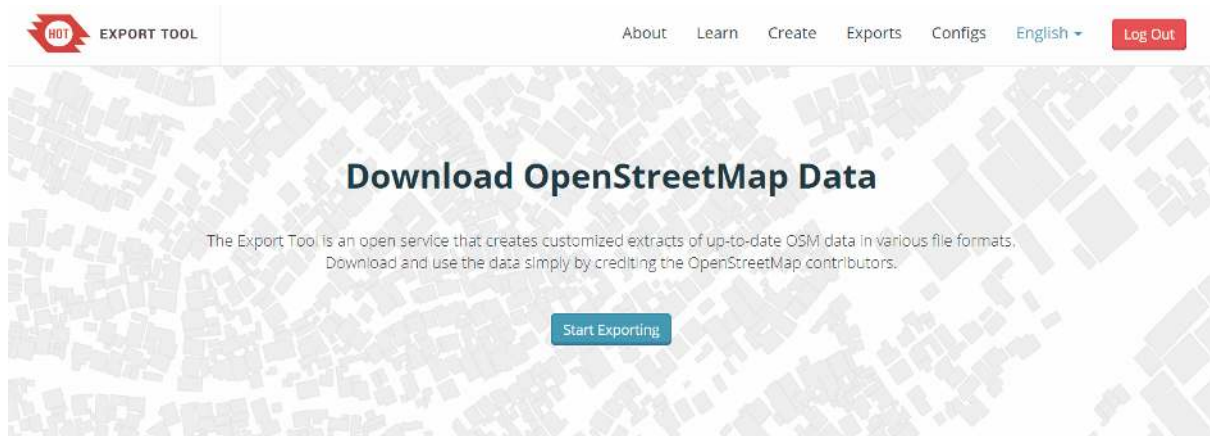 HOT EXPORT TOOL About Learn Create Exports Configs English Log Out
Download OpenStreetMap Data
The Export Tool is an open service that creates customized extracts of up-to-date OSM data in various file formats.
Download and use the data simply by crediting the OpenStreetMap contributors.
Start Exporting